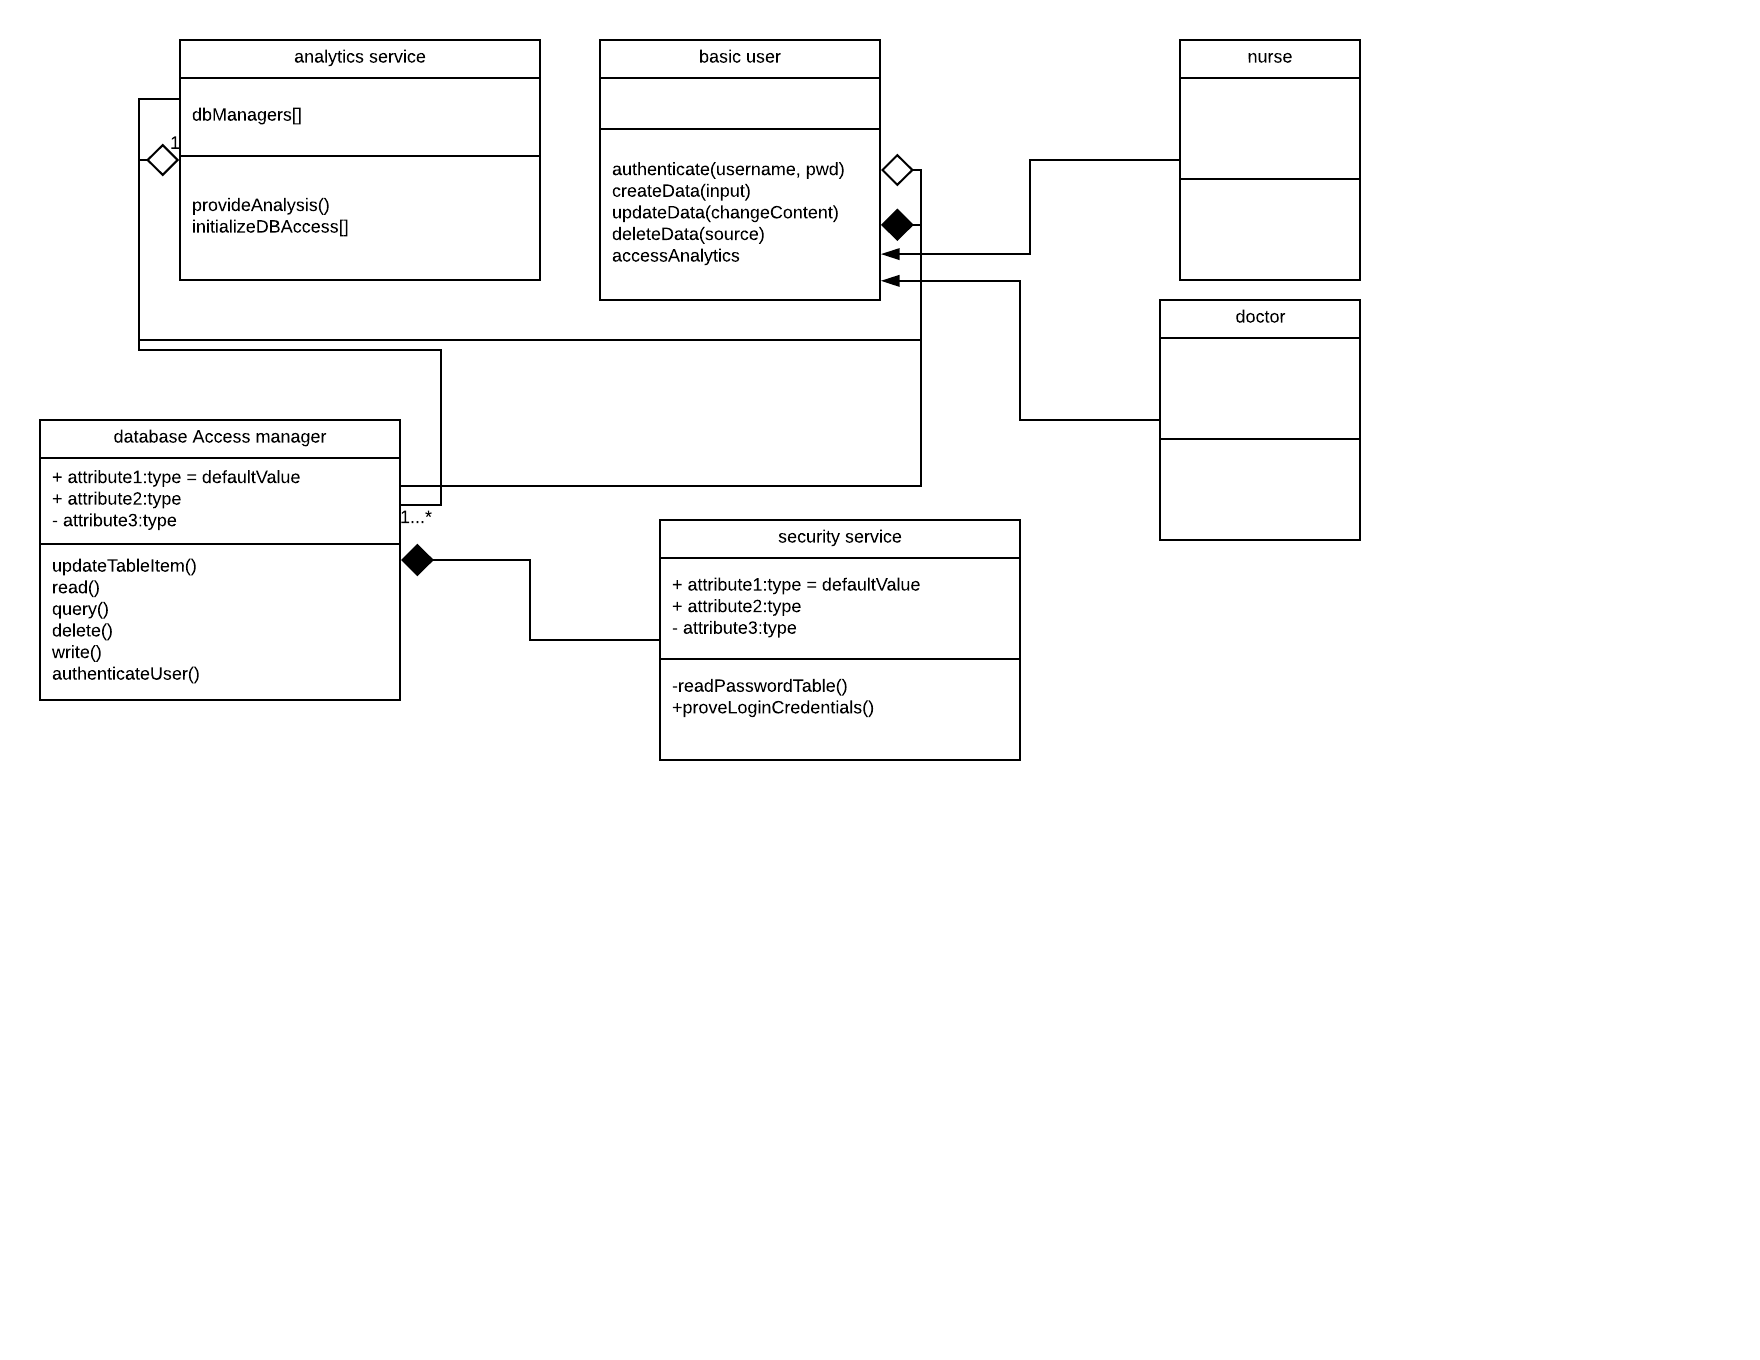 analytics service
dbManagers[]
1
provideAnalysis()
initializeDBAccess[]
basic user
authenticate(username, pwd)
createData(input)
updateData(changeContent)
deleteData(source)
accessAnalytics
nurse
doctor
database Access manager
+ attribute1:type = defaultValue
+ attribute2:type
- attribute3:type
1...*
updateTableItem()
read()
query()
delete()
write()
authenticateUser()
security service
+ attribute1:type = defaultValue
+ attribute2:type
- attribute3:type
-readPasswordTable()
+proveLoginCredentials()